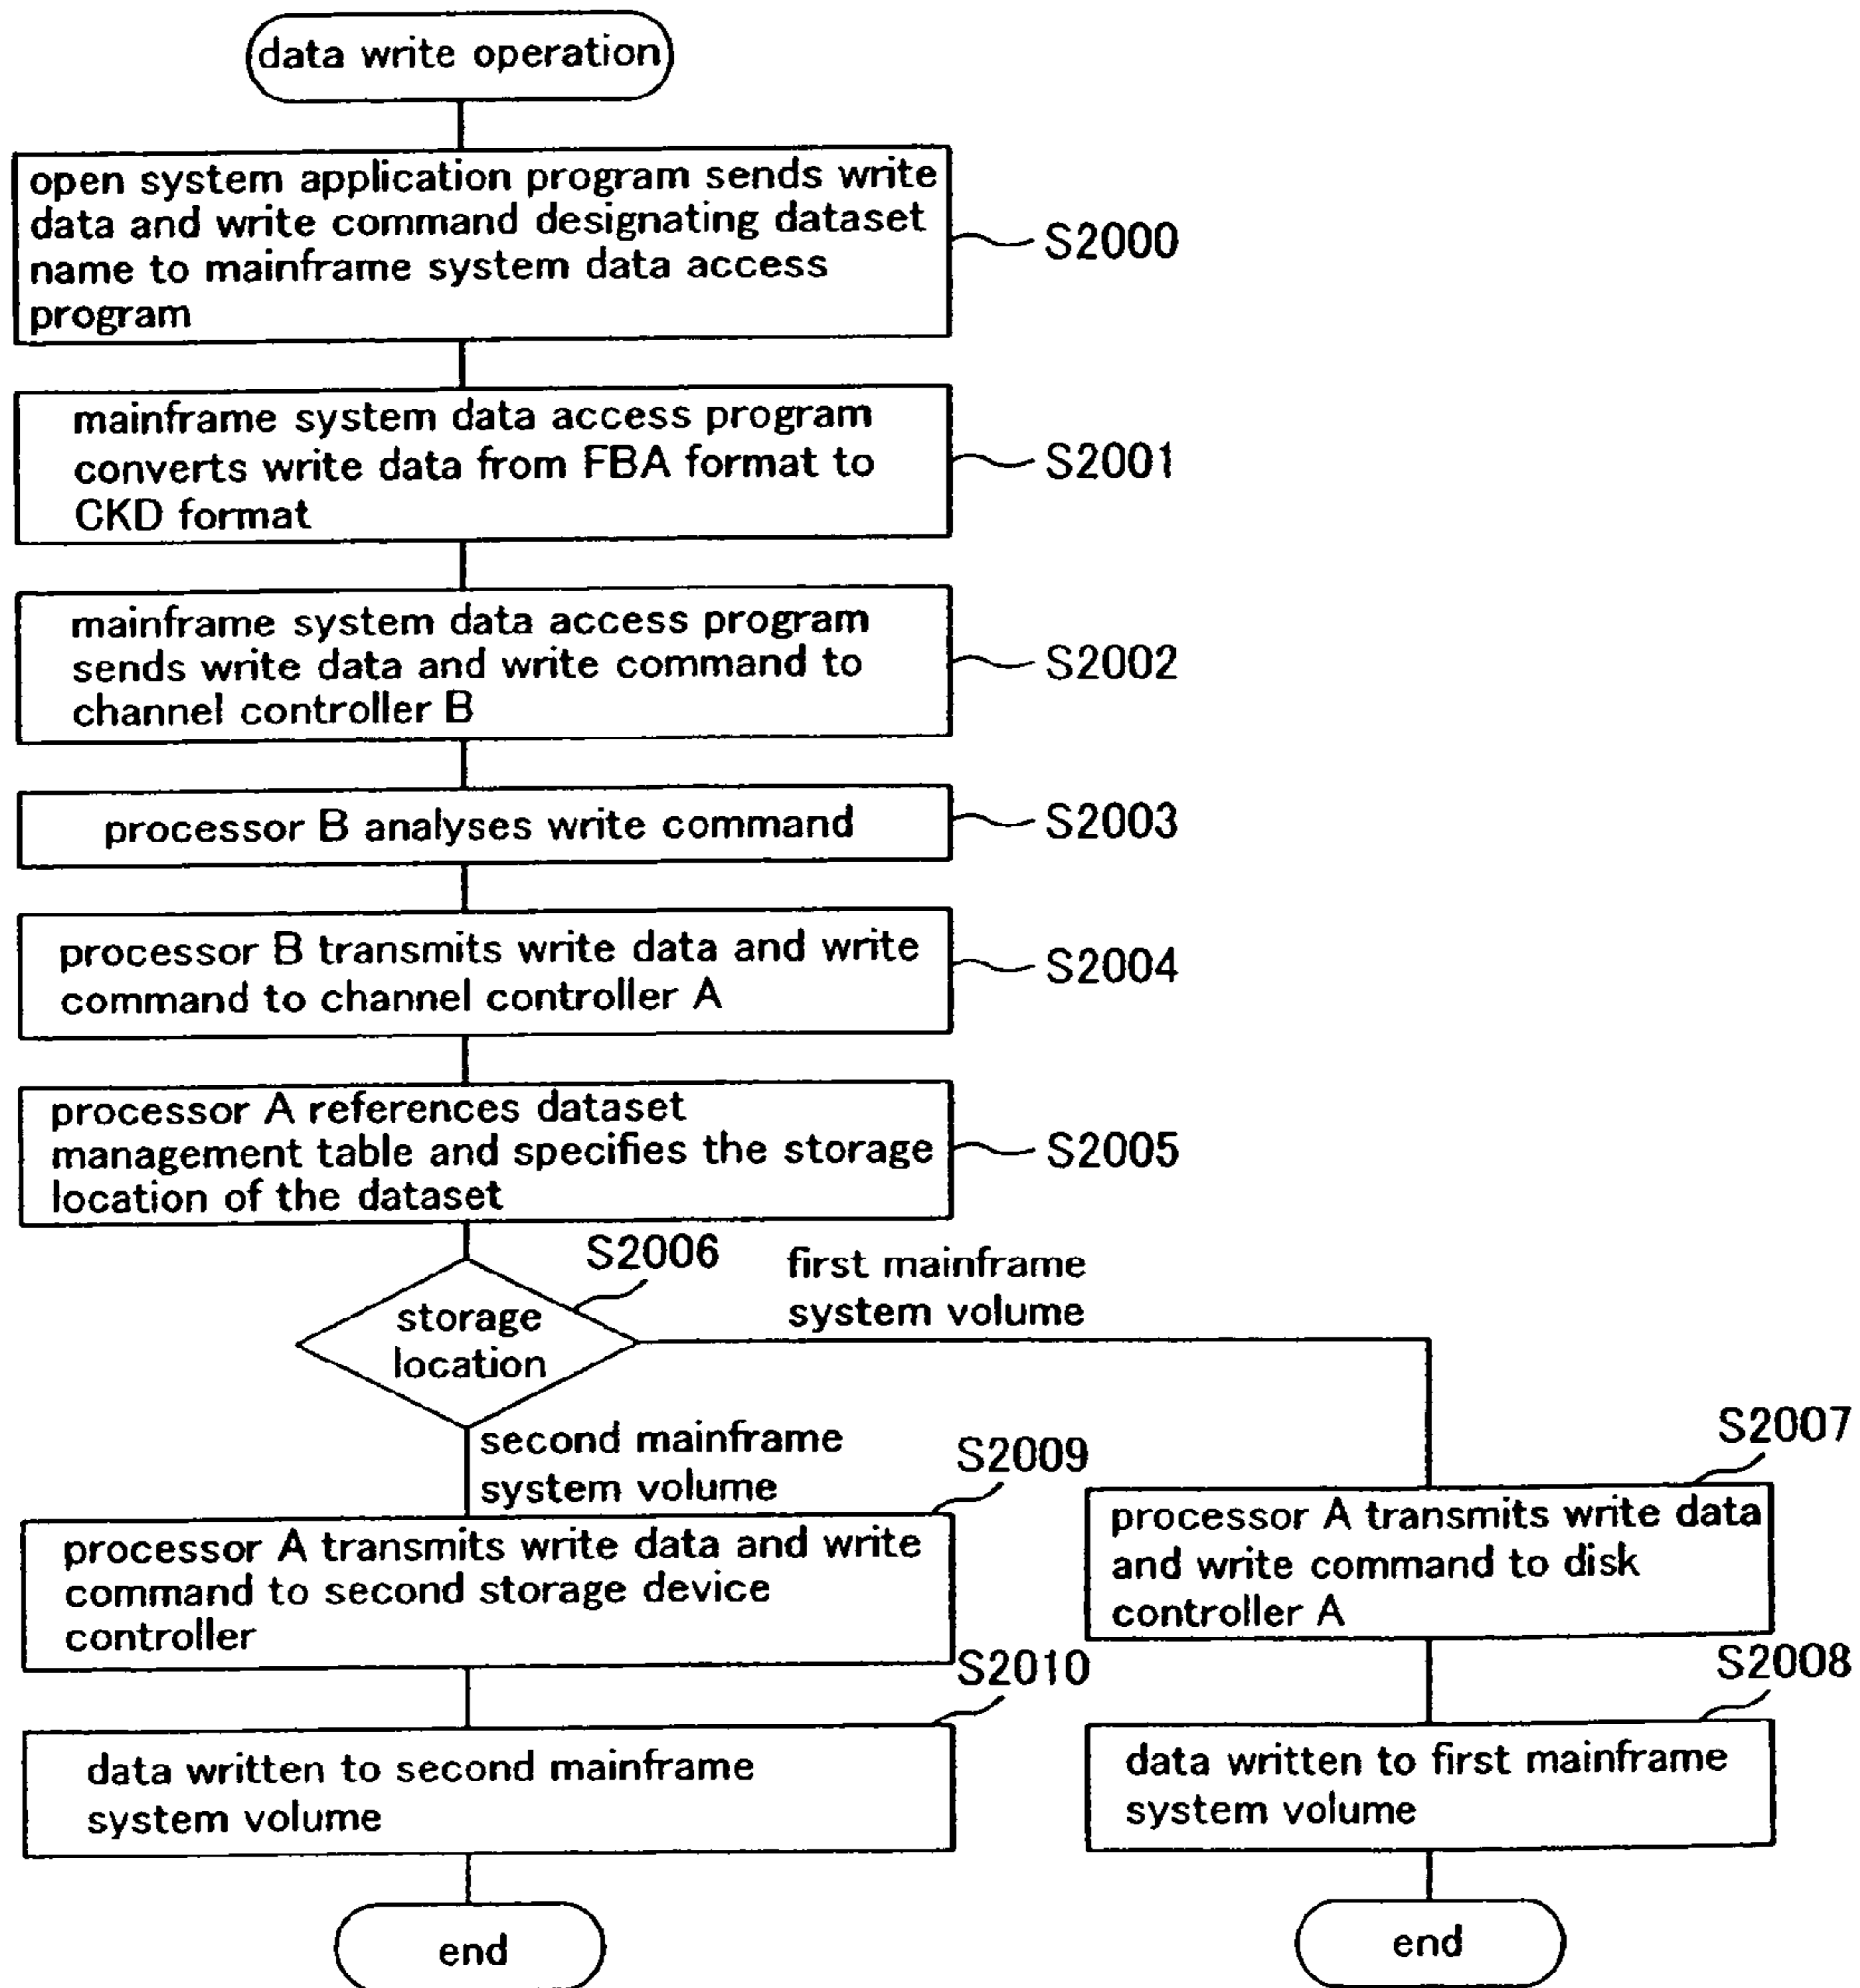 data write operation
open system application program sends write
data and write command designating dataset
name to mainframe system data access
program
S2000
mainframe system data access program
converts write data from FBA format to
CKD format
S2001
mainframe system data access program
sends write data and write command to
channel controller B
S2002
processor B analyses write command
S2003
processor B transmits write data and write
command to channel controller A
S2004
processor A references dataset
management table and specifies the storage
location of the dataset
S2005
S2006
storage
location
first mainframe
system volume
second mainframe
system volume
S2009
processor A transmits write data and write
command to second storage device
controller
S2010
data written to second mainframe
system volume
end
S2007
processor A transmits write data
and write command to disk
controller A
S2008
data written to first mainframe
system volume
end